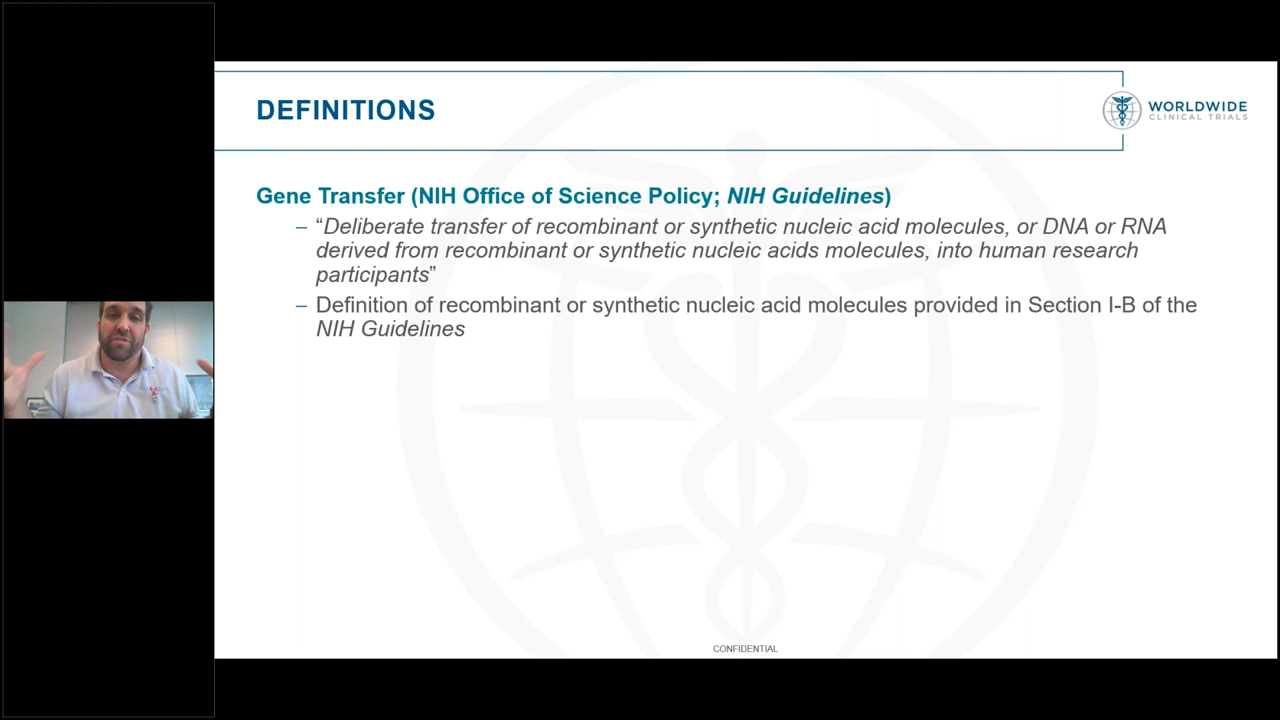 DEFINITIONS
WORLDWIDE
CLINICAL TRIALS
Gene Transfer (NIH Office of Science Policy; NIH Guidelines)
– “Deliberate transfer of recombinant or synthetic nucleic acid molecules, or DNA or RNA
derived from recombinant or synthetic nucleic acids molecules, into human research
participants”
– Definition of recombinant or synthetic nucleic acid molecules provided in Section I-B of the
NIH Guidelines
CONFIDENTIAL